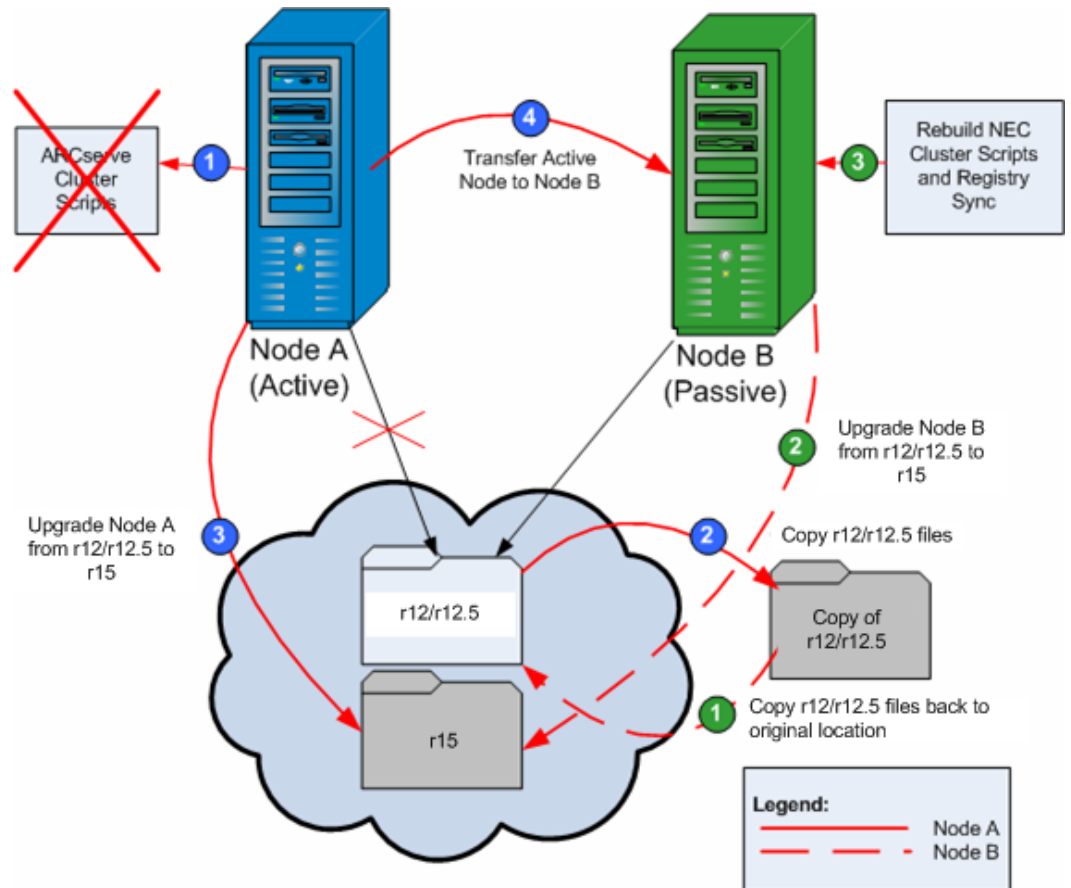 ARCserve
Cluster
Scripts
1
4
Transfer Active
Node to Node B
3
Rebuild NEC
Cluster Scripts
and Registry
Sync
Node A
(Active)
Node B
(Passive)
Upgrade Node A
from r12/r12.5 to
r15
3
2
2
Upgrade Node B
from r12/r12.5 to
r15
Copy r12/r12.5 files
r12/r12.5
Copy of
r12/r12.5
r15
1
Copy r12/r12.5 files back to
original location
Legend:
Node A
Node B